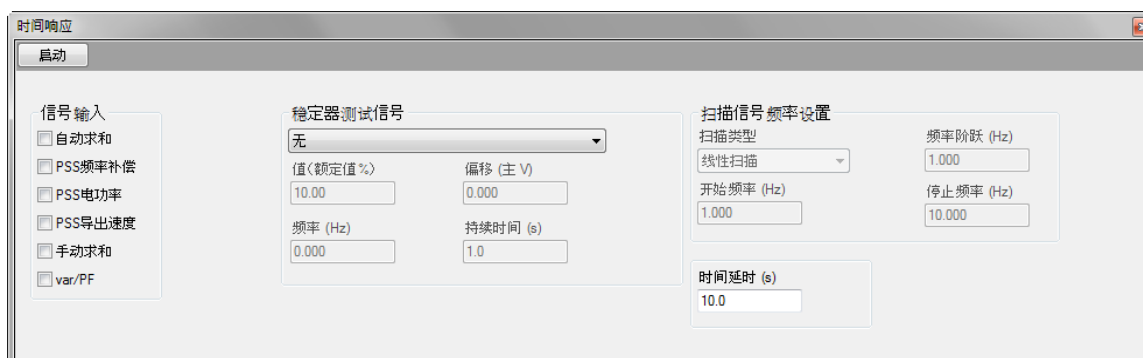 时间响应
启动
信号输入
自动求和
PSS频率补偿
PSS电功率
PSS导出速度
手动求和
var/PF
稳定器测试信号
无
值(额定值%) 偏移 (主 V)
10.00 0.000
频率 (Hz) 持续时间 (s)
0.000 1.0
扫描信号频率设置
扫描类型 频率阶跃 (Hz)
线性扫描 1.000
开始频率 (Hz) 停止频率 (Hz)
1.000 10.000
时间延时 (s)
10.0